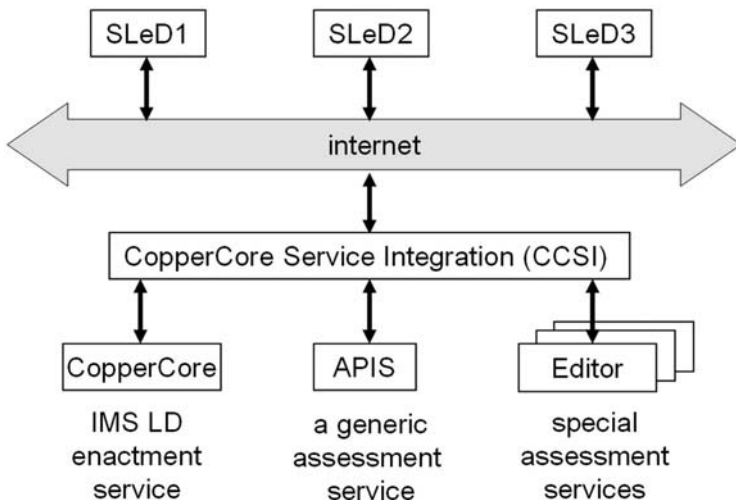 SLeD1 SLeD2 SLeD3
internet
CopperCore Service Integration (CCSI)
CopperCore APIS Editor
IMS LD
enactment
service
a generic
assessment
service
special
assessment
services